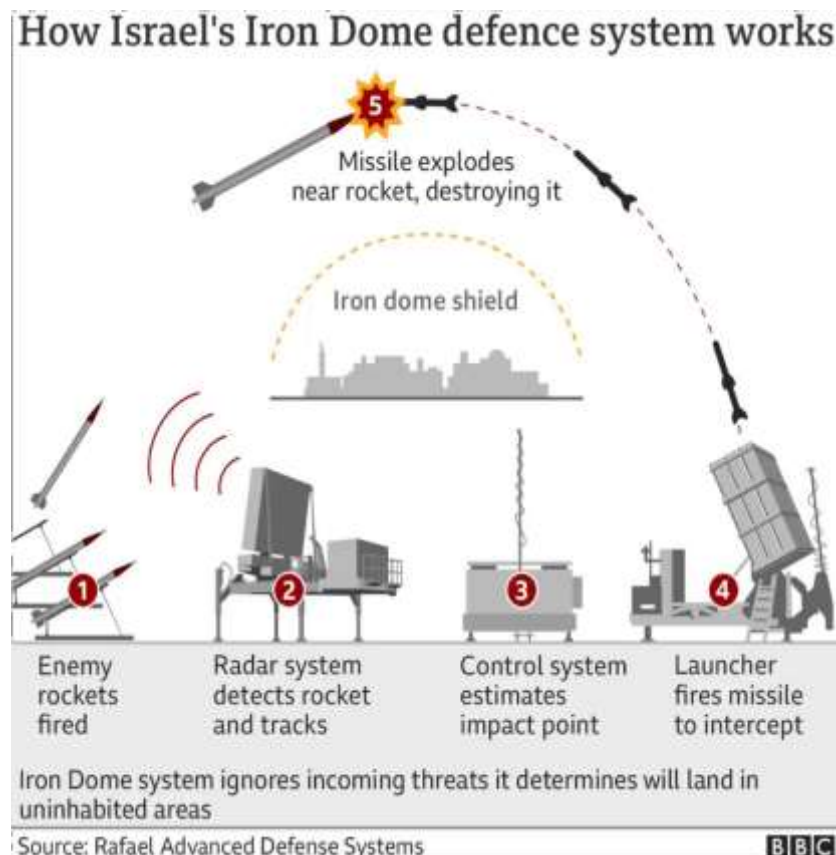 How Israel's Iron Dome defence system works
5
Missile explodes
near rocket, destroying it
Iron dome shield
1
2
3
4
Enemy
rockets
fired
Radar system
detects rocket
and tracks
Control system
estimates
impact point
Launcher
fires missile
to intercept
Iron Dome system ignores incoming threats it determines will land in
uninhabited areas
Source: Rafael Advanced Defense Systems
BBC